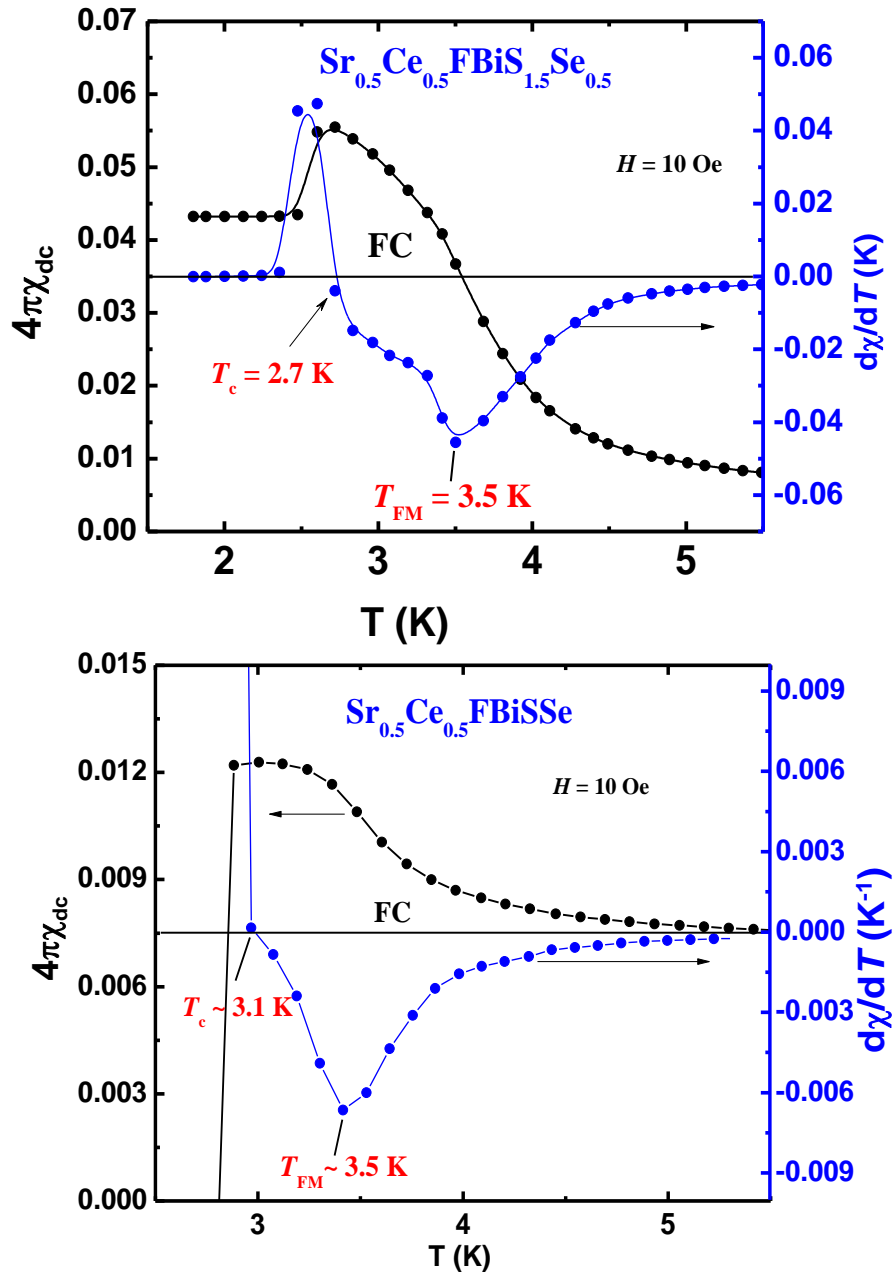 Sr0.5Ce0.5FBiS1.5Se0.5
H = 10 Oe
FC
Tc = 2.7 K
TFM = 3.5 K
0.07
0.06
0.05
0.04
0.03
0.02
0.01
0.00
4πχdc
0.06
0.04
0.02
0.00
-0.02
-0.04
-0.06
dχ/dT (K)
2 3 4 5
T (K)
Sr0.5Ce0.5FBiSSe
H = 10 Oe
FC
Tc ~ 3.1 K
TFM ~ 3.5 K
0.015
0.012
0.009
0.006
0.003
0.000
4πχdc
0.009
0.006
0.003
0.000
-0.003
-0.006
-0.009
dχ/dT (K-1)
3 4 5
T (K)